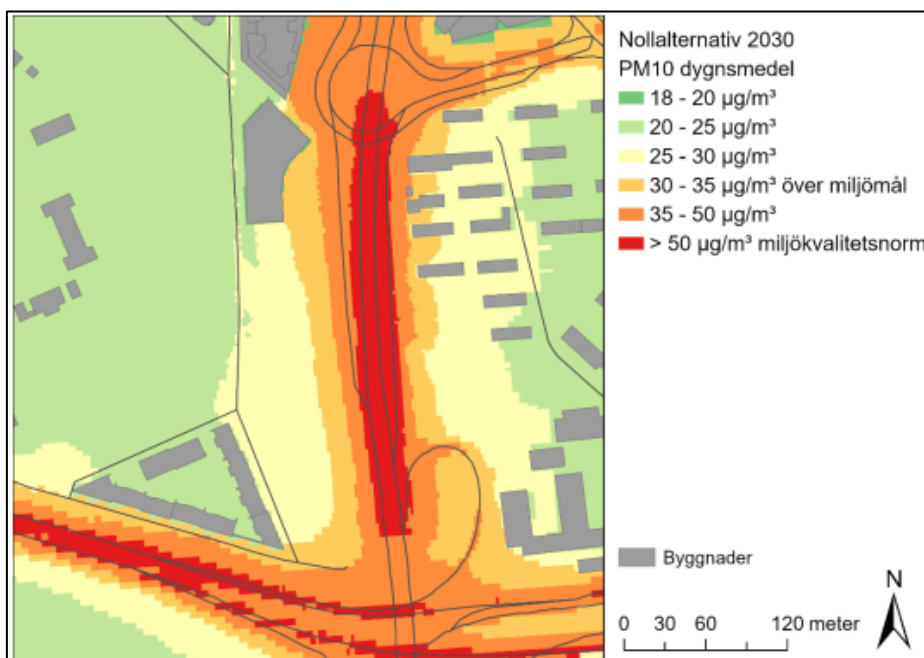 Nollalternativ 2030
PM10 dygnsmedel
18 - 20 µg/m³
20 - 25 µg/m³
25 - 30 µg/m³
30 - 35 µg/m³ över miljömål
35 - 50 µg/m³
> 50 µg/m³ miljökvalitetsnorm
Byggnader
N
0 30 60 120 meter